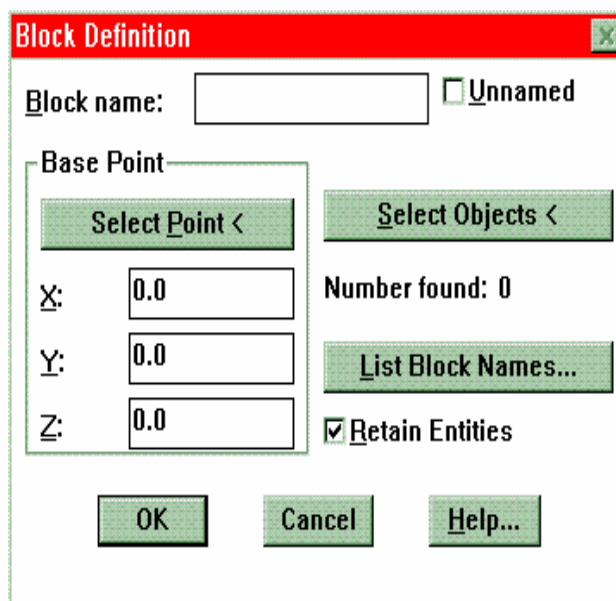 Block Definition
Block name:
Unnamed
Base Point
Select Point <
X: 0.0
Y: 0.0
Z: 0.0
Select Objects <
Number found: 0
List Block Names...
Retain Entities
OK
Cancel
Help...